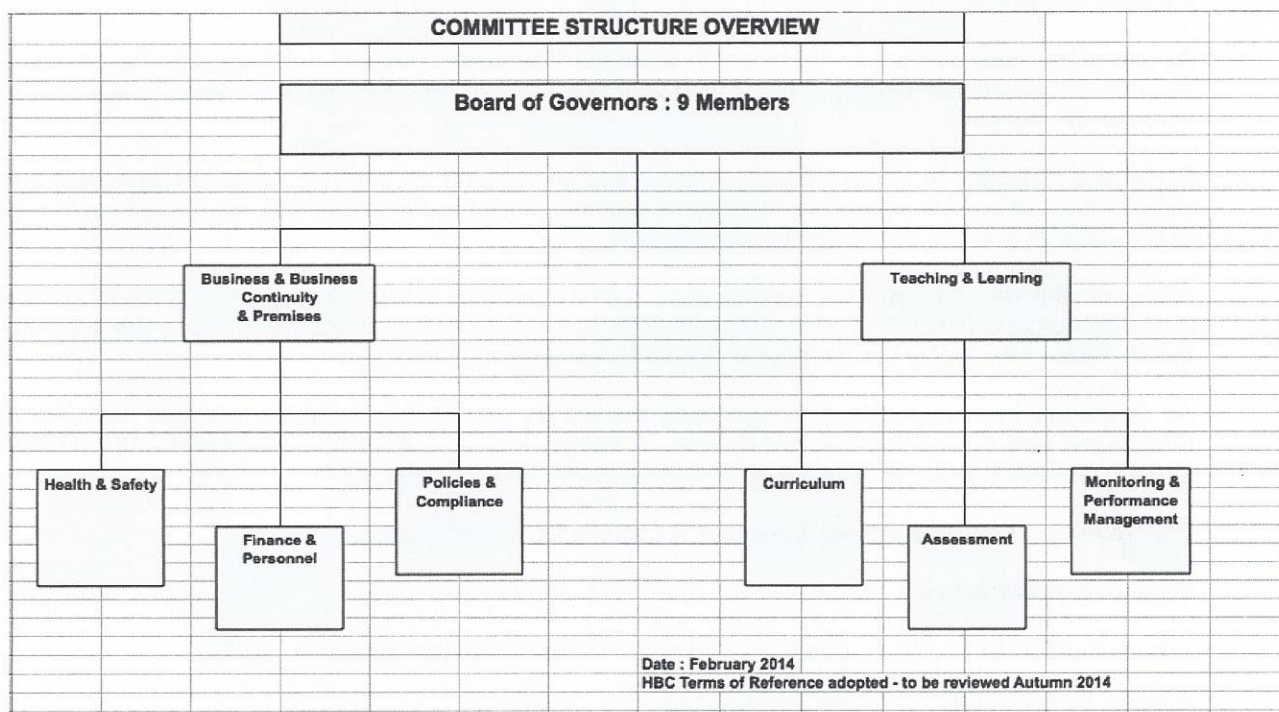 COMMITTEE STRUCTURE OVERVIEW
Board of Governors : 9 Members
Business & Business
Continuity
& Premises
Teaching & Learning
Health & Safety
Finance &
Personnel
Policies &
Compliance
Curriculum
Assessment
Monitoring &
Performance
Management
Date : February 2014
HBC Terms of Reference adopted - to be reviewed Autumn 2014